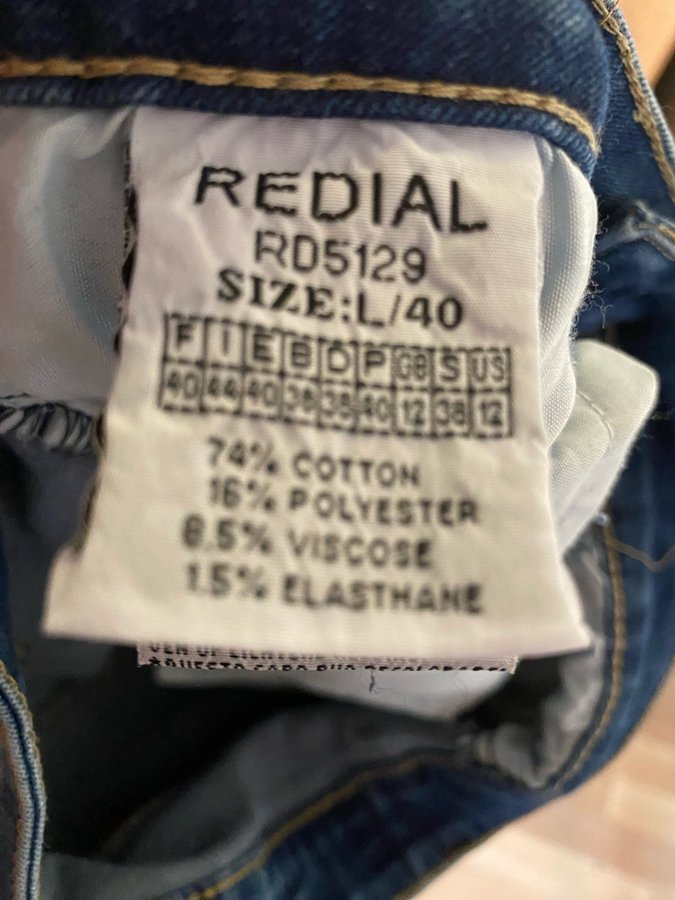 REDIAL
RD5129
SIZE:L/40
F I E B D P GB S US
40 44 40 38 38 40 12 38 12
74% COTTON
16% POLYESTER
8.5% VISCOSE
1.5% ELASTHANE